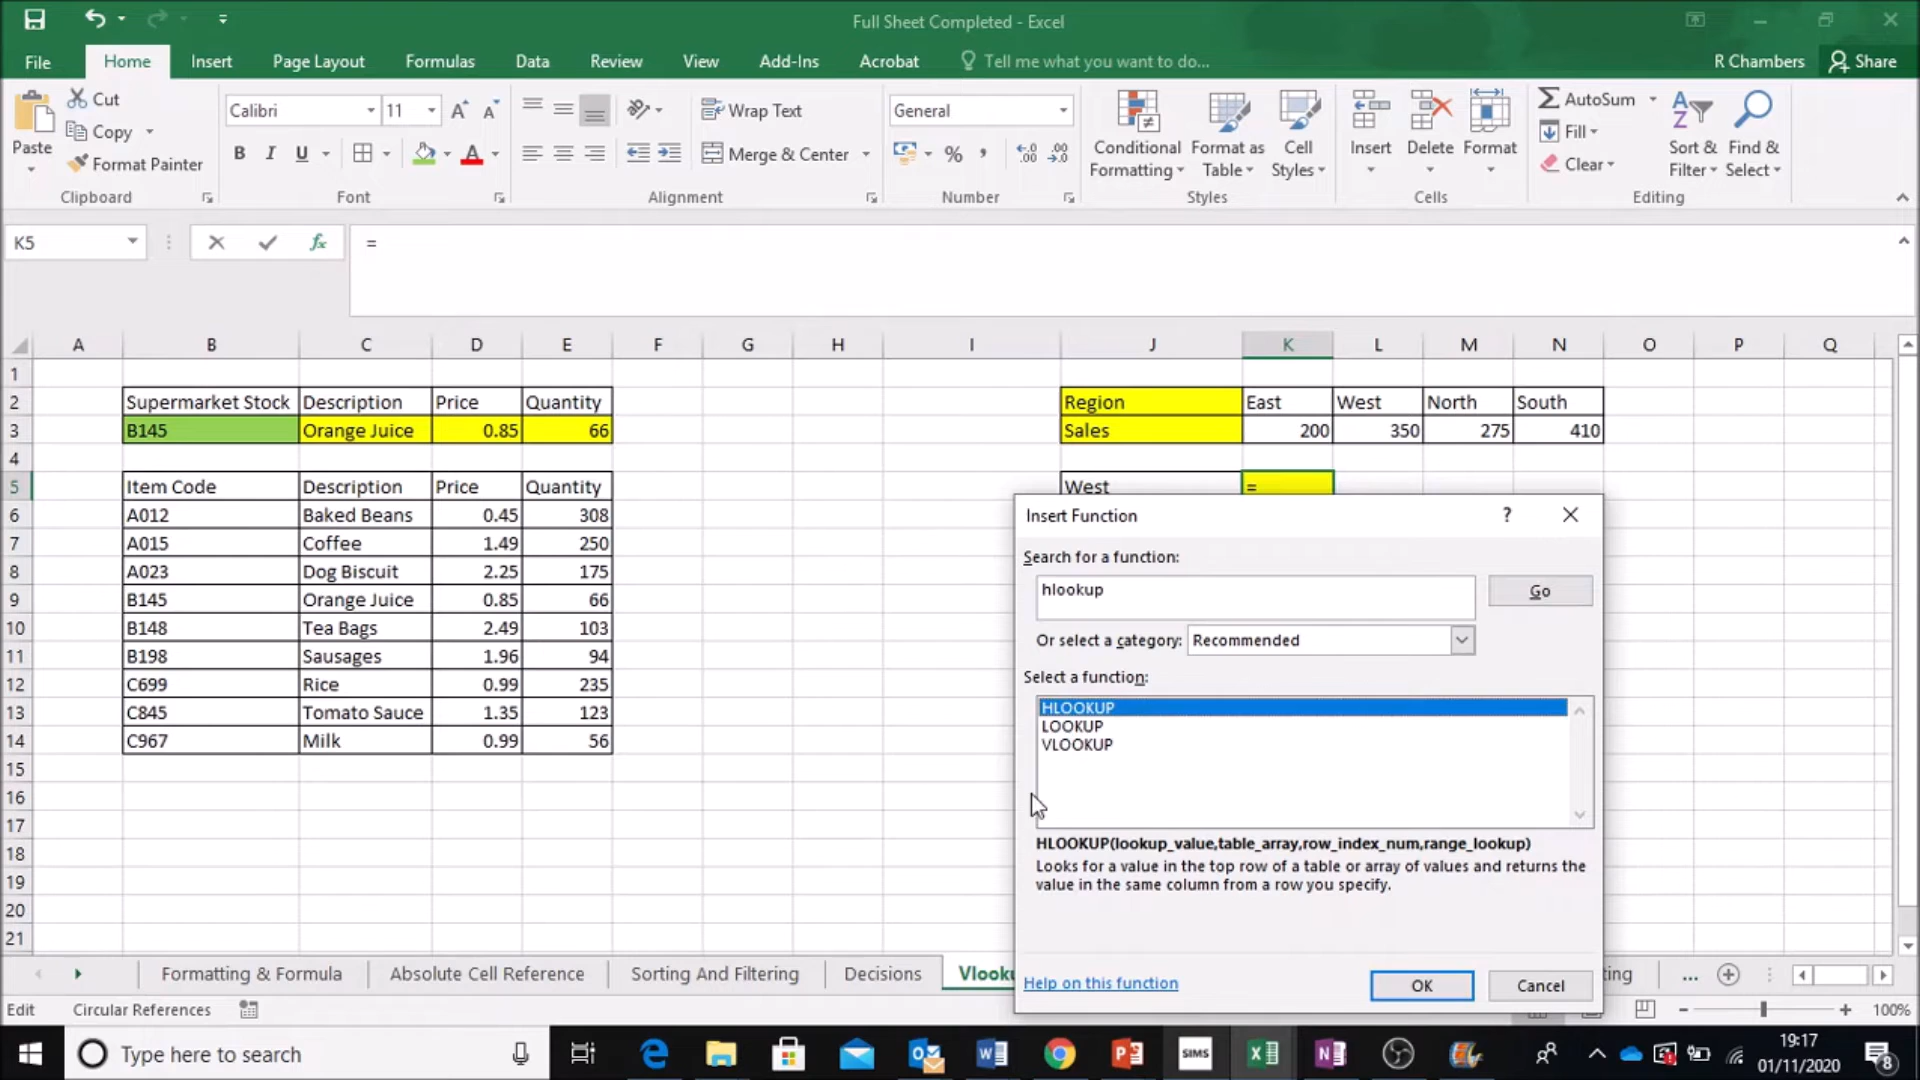 Full Sheet Completed - Excel
File Home Insert Page Layout Formulas Data Review View Add-Ins Acrobat Tell me what you want to do... R Chambers Share
Cut
Copy
Paste
Format Painter
Clipboard
Calibri 11
B I U A
Font
Wrap Text
Merge & Center
Alignment
General
% ,
Number
Conditional Formatting
Format as Table
Cell Styles
Styles
Insert Delete Format
Cells
AutoSum
Fill
Clear
Sort & Filter
Find & Select
Editing
K5 fx =
A B C D E F G H I J K L M N O P Q
1
2 Supermarket Stock Description Price Quantity Region East West North South
3 B145 Orange Juice 0.85 66 Sales 200 350 275 410
4
5 Item Code Description Price Quantity West =
6 A012 Baked Beans 0.45 308
7 A015 Coffee 1.49 250
8 A023 Dog Biscuit 2.25 175
9 B145 Orange Juice 0.85 66
10 B148 Tea Bags 2.49 103
11 B198 Sausages 1.96 94
12 C699 Rice 0.99 235
13 C845 Tomato Sauce 1.35 123
14 C967 Milk 0.99 56
15
16
17
18
19
20
21
Insert Function ?
Search for a function:
hlookup
Go
Or select a category: Recommended
Select a function:
HLOOKUP
LOOKUP
VLOOKUP
HLOOKUP(lookup_value,table_array,row_index_num,range_lookup)
Looks for a value in the top row of a table or array of values and returns the
value in the same column from a row you specify.
Help on this function
OK Cancel
Formatting & Formula Absolute Cell Reference Sorting And Filtering Decisions Vlooku ting ...
Edit Circular References 100%
Type here to search
SIMS
19:17
01/11/2020
8